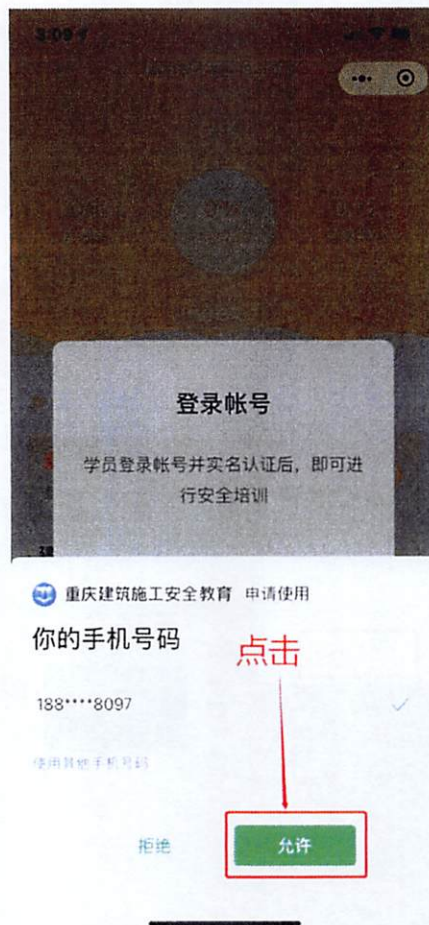 3:09
登录帐号
学员登录帐号并实名认证后，即可进
行安全培训
重庆建筑施工安全教育 申请使用
你的手机号码
点击
188****8097
使用其他手机号码
拒绝
允许